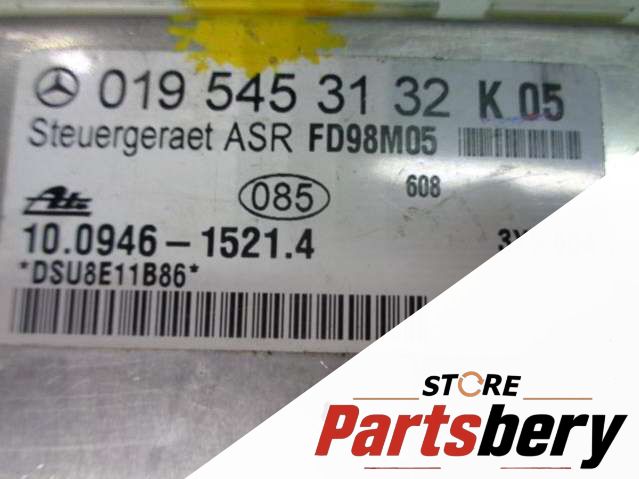 019 545 31 32 K 05
Steuergeraet ASR FD98M05
Ate 085 608
10.0946-1521.4
*DSU8E11B86*
STORE
Partsbery